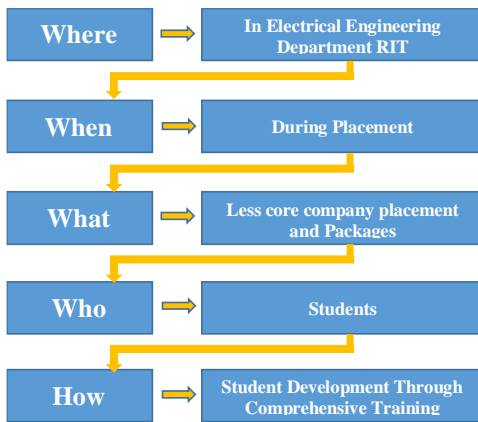 Where
In Electrical Engineering
Department RIT
When
During Placement
What
Less core company placement
and Packages
Who
Students
How
Student Development Through
Comprehensive Training